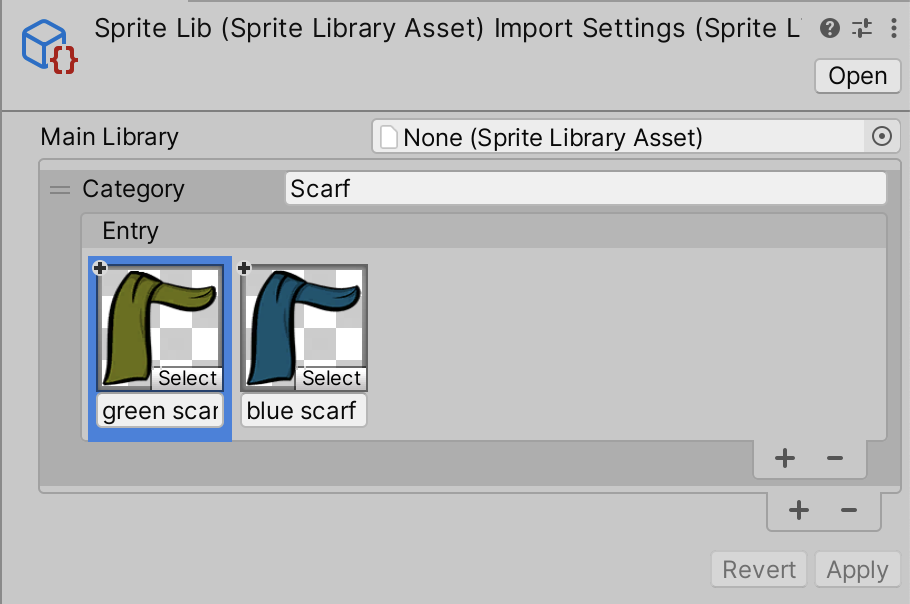 Sprite Lib (Sprite Library Asset) Import Settings (Sprite L
Open
Main Library
None (Sprite Library Asset)
Category
Scarf
Entry
Select
Select
green scar
blue scarf
Revert
Apply